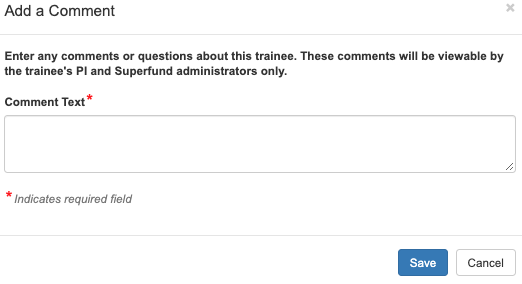 Add a Comment
×
Enter any comments or questions about this trainee. These comments will be viewable by
the trainee's PI and Superfund administrators only.
Comment Text*
* Indicates required field
Save Cancel